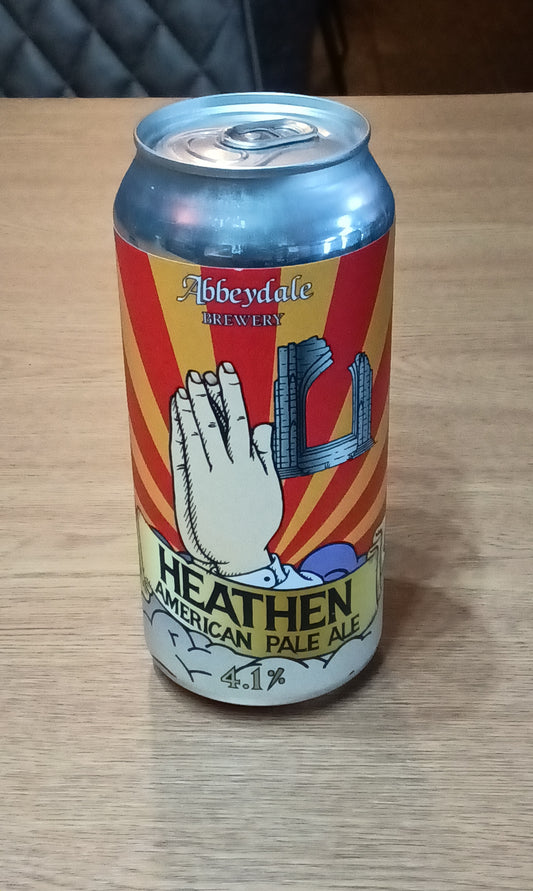 Abbeydale
BREWERY
HEATHEN
AMERICAN PALE ALE
4.1%